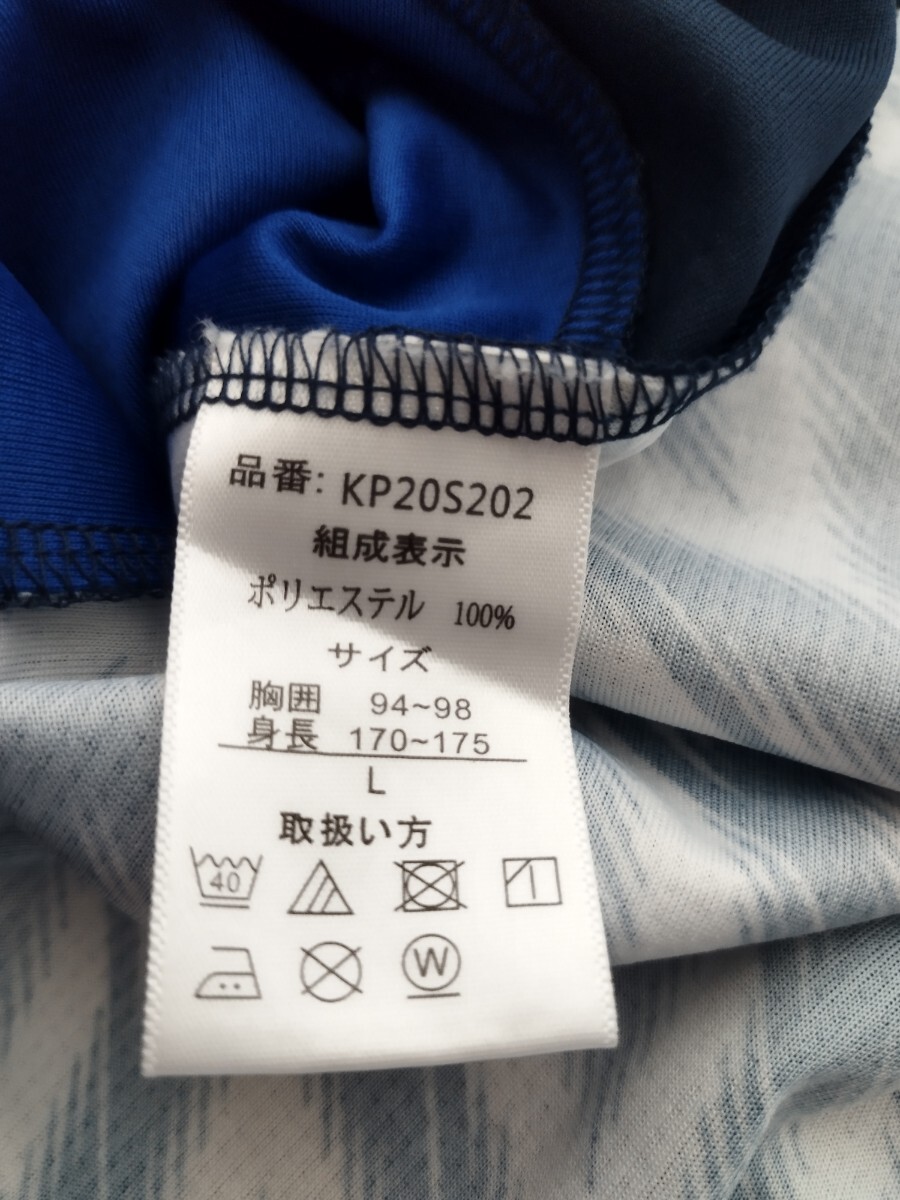 品番: KP20S202
組成表示
ポリエステル 100%
サイズ
胸囲 94~98
身長 170~175
L
取扱い方
40
W